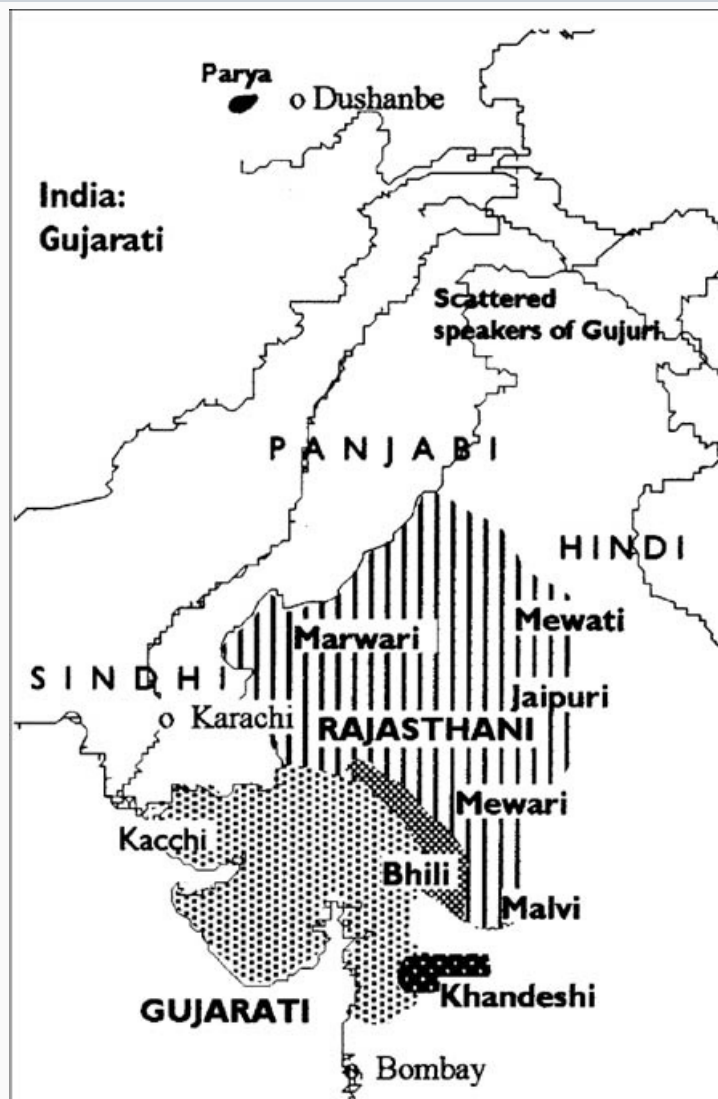 Parya
Dushanbe
India:
Gujarati
Scattered
speakers of Gujuri
PANJABI
HINDI
Mewati
Marwari
SINDHI
Jaipuri
Karachi
RAJASTHANI
Mewari
Kacchi
Bhili
Malvi
Khandeshi
GUJARATI
Bombay